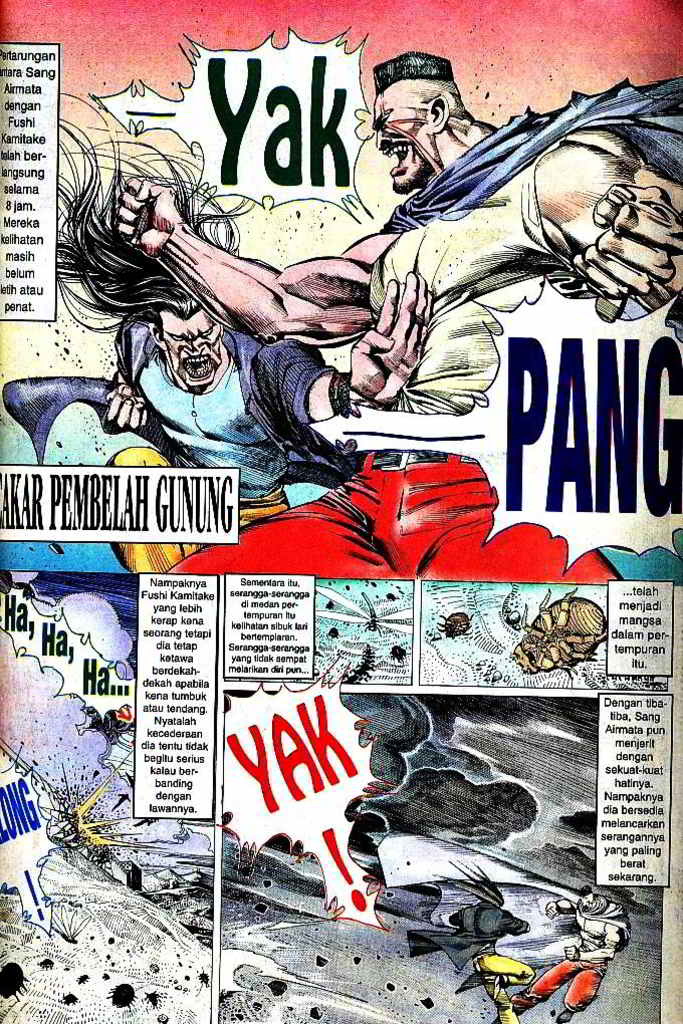 Pertarungan
antara Sang
Airmata
dengan
Fushi
Kamitake
telah ber-
langsung
selama
8 jam.
Mereka
kelihatan
masih
belum
letih atau
penat.
Yak
PANG
CAKAR PEMBELAH GUNUNG
Ha,
Ha,
Ha...
LONG
!
Nampaknya
Fushi Kamitake
yang lebih
kerap kena
seorang tetapi
dia tetap
ketawa
berdekah-
dekah apabila
kena tumbuk
atau tendang.
Nyatalah
kecederaan
dia tentu tidak
begitu serius
kalau ber-
banding
dengan
lawannya.
Sementara itu,
serangga-serangga
di medan per-
tempuran itu
kelihatan sibuk lari
bertempiaran.
Serangga-serangga
yang tidak sempat
melarikan diri pun...
...telah
menjadi
mangsa
dalam per-
tempuran
itu.
YAK
!
Dengan tiba-
tiba, Sang
Airmata pun
menjerit
dengan
sekuat-kuat
hatinya.
Nampaknya
dia bersedia
melancarkan
serangannya
yang paling
berat
sekarang.